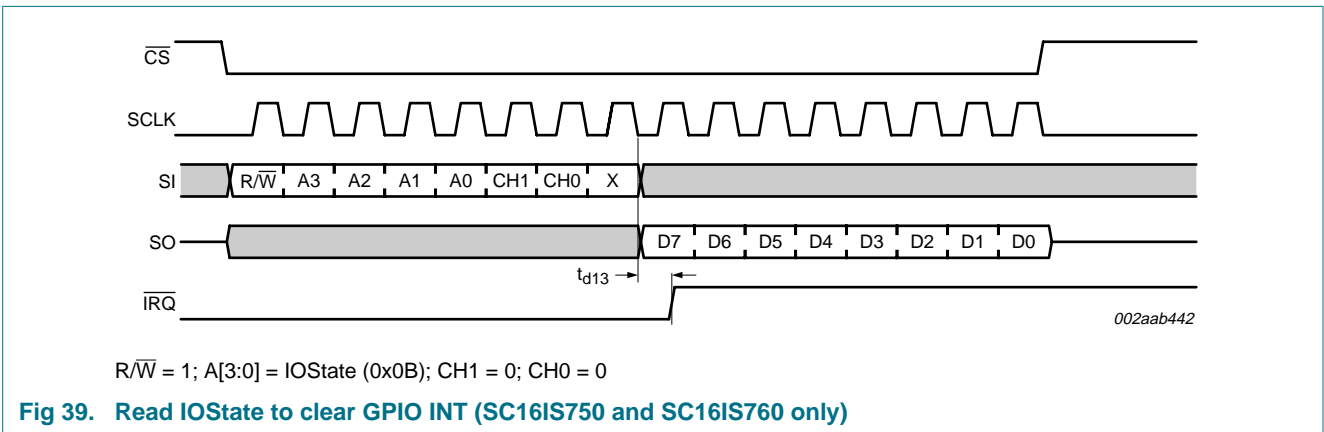 C̅S̅
SCLK
SI R/W̅ A3 A2 A1 A0 CH1 CH0 X
SO D7 D6 D5 D4 D3 D2 D1 D0
td13
I̅R̅Q̅
002aab442
R/W̅ = 1; A[3:0] = IOState (0x0B); CH1 = 0; CH0 = 0
Fig 39. Read IOState to clear GPIO INT (SC16IS750 and SC16IS760 only)